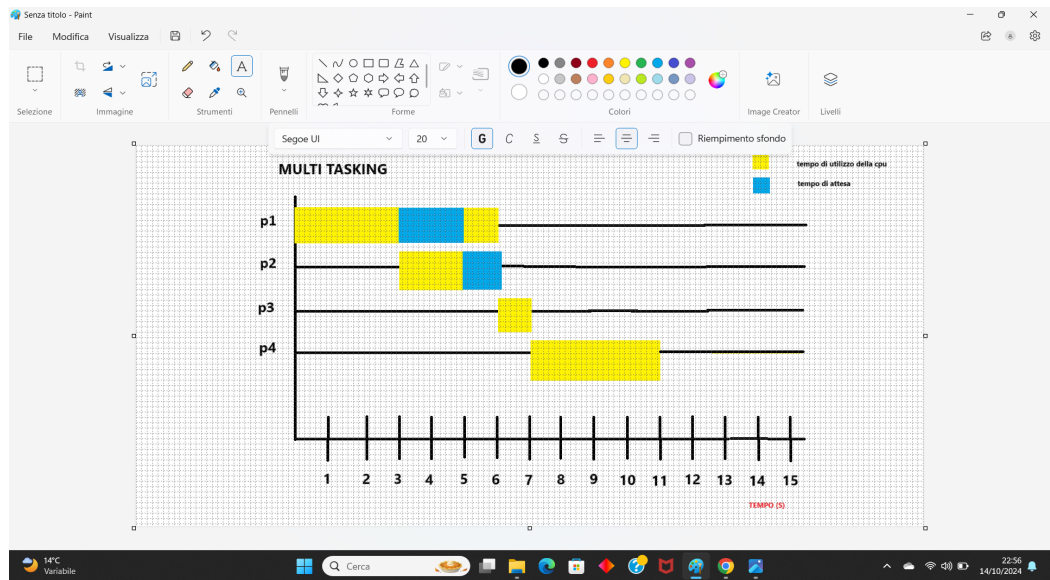 Senza titolo - Paint
File Modifica Visualizza
A
Selezione Immagine Strumenti Pennelli Forme Colori Image Creator Livelli
Segoe UI 20 G C S S Riempimento sfondo
MULTI TASKING
tempo di utilizzo della cpu
tempo di attesa
p1
p2
p3
p4
1 2 3 4 5 6 7 8 9 10 11 12 13 14 15
TEMPO (S)
14°C
Variabile
Cerca
22:56
14/10/2024